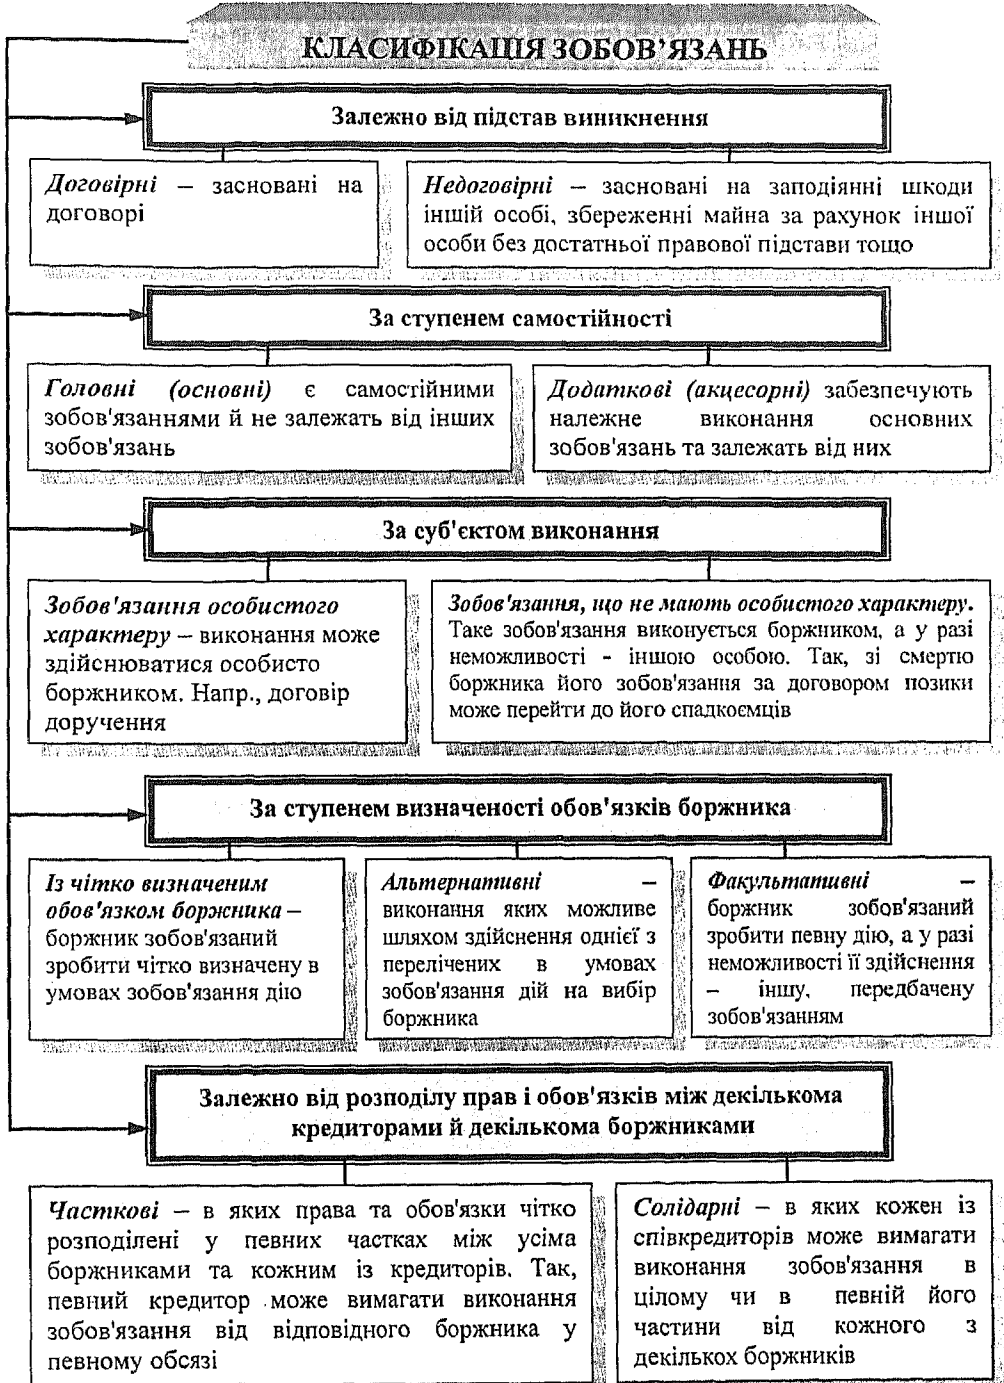 КЛАСИФІКАЦІЯ ЗОБОВ'ЯЗАНЬ
Залежно від підстав виникнення
Договірні – засновані на
договорі
Недоговірні – засновані на заподіянні шкоди
іншій особі, збереженні майна за рахунок іншої
особи без достатньої правової підстави тощо
За ступенем самостійності
Головні (основні) є самостійними
зобов'язаннями й не залежать від інших
зобов'язань
Додаткові (акцесорні) забезпечують
належне виконання основних
зобов'язань та залежать від них
За суб'єктом виконання
Зобов'язання особистого
характеру – виконання може
здійснюватися особисто
боржником. Напр., договір
доручення
Зобов'язання, що не мають особистого характеру.
Таке зобов'язання виконується боржником, а у разі
неможливості - іншою особою. Так, зі смертю
боржника його зобов'язання за договором позики
може перейти до його спадкоємців
За ступенем визначеності обов'язків боржника
Із чітко визначеним
обов'язком боржника –
боржник зобов'язаний
зробити чітко визначену в
умовах зобов'язання дію
Альтернативні –
виконання яких можливе
шляхом здійснення однієї з
перелічених в умовах
зобов'язання дій на вибір
боржника
Факультативні –
боржник зобов'язаний
зробити певну дію, а у разі
неможливості її здійснення
– іншу, передбачену
зобов'язанням
Залежно від розподілу прав і обов'язків між декількома
кредиторами й декількома боржниками
Часткові – в яких права та обов'язки чітко
розподілені у певних частках між усіма
боржниками та кожним із кредиторів. Так,
певний кредитор може вимагати виконання
зобов'язання від відповідного боржника у
певному обсязі
Солідарні – в яких кожен із
співкредиторів може вимагати
виконання зобов'язання в
цілому чи в певній його
частини від кожного з
декількох боржників